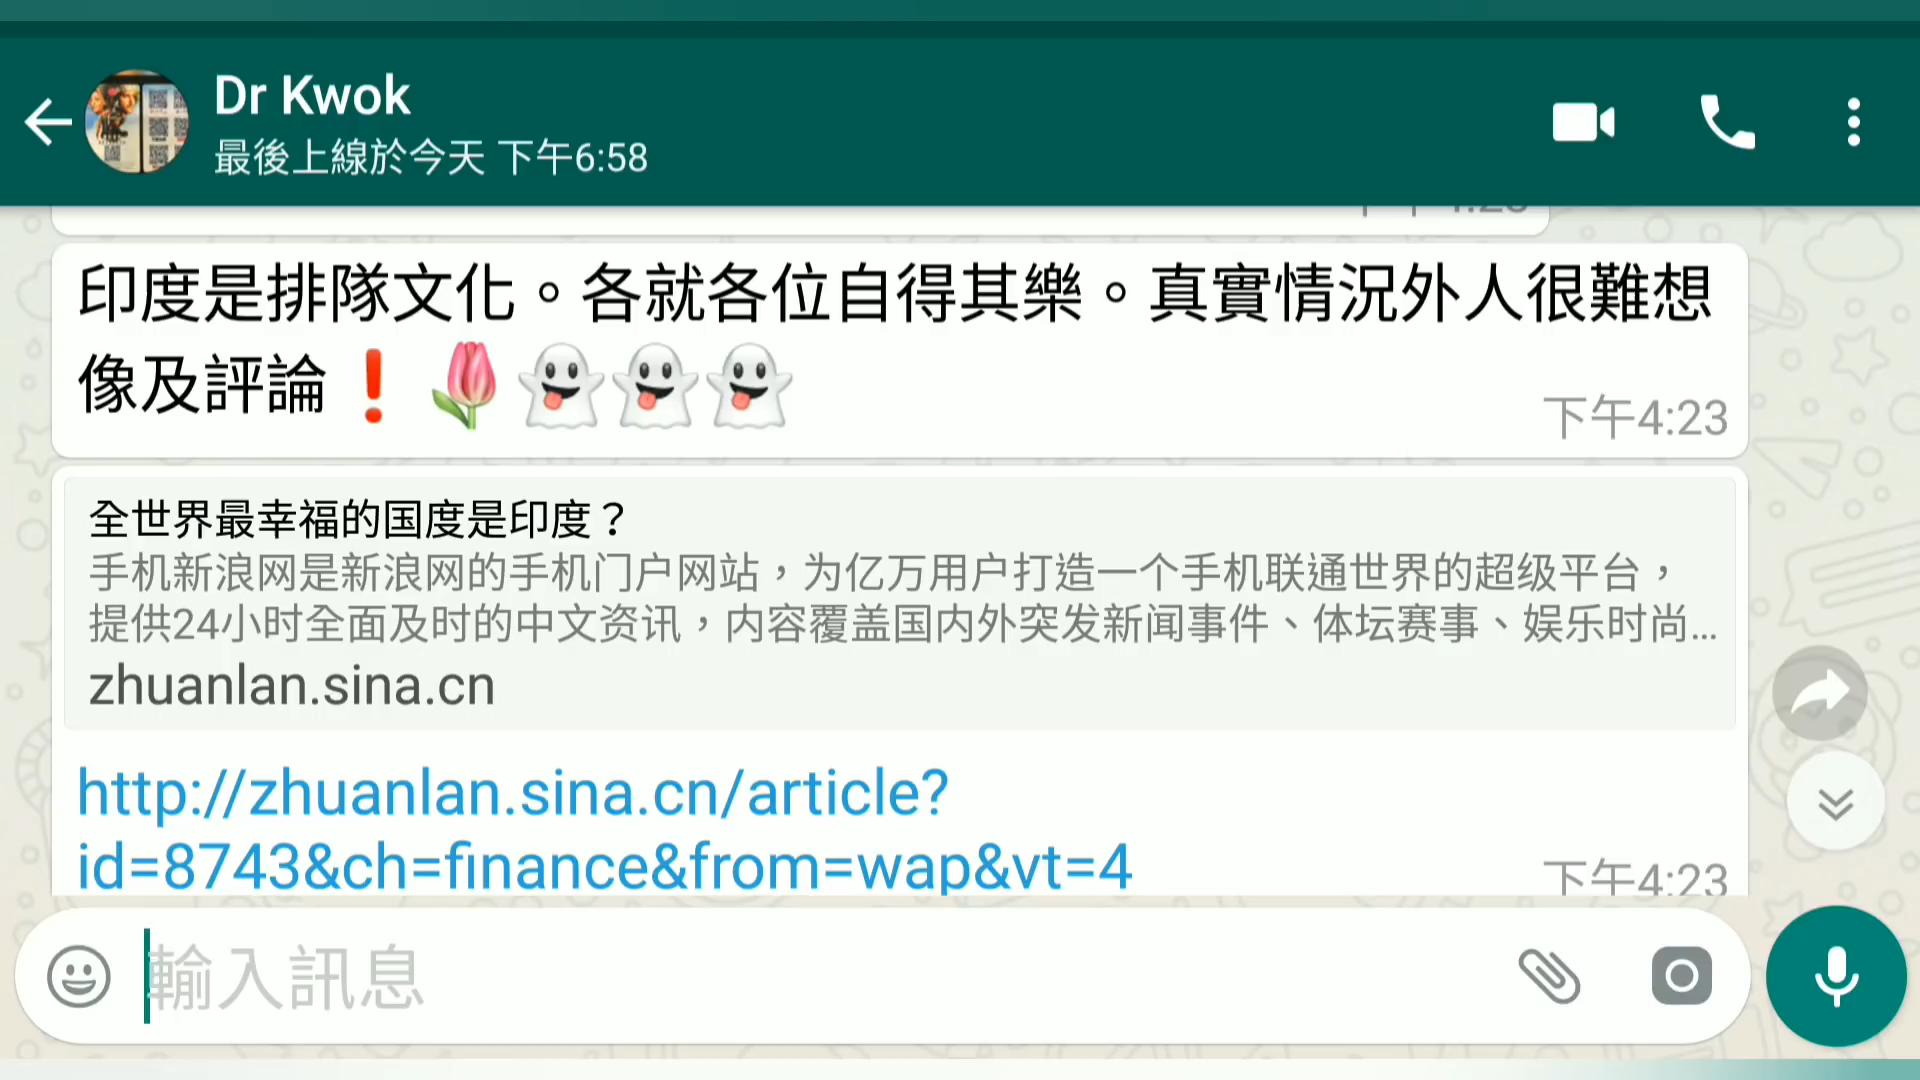 Dr Kwok
最後上線於今天 下午6:58
印度是排隊文化。各就各位自得其樂。真實情況外人很難想
像及評論❗🌷👻👻👻
下午4:23
全世界最幸福的国度是印度？
手机新浪网是新浪网的手机门户网站，为亿万用户打造一个手机联通世界的超级平台，
提供24小时全面及时的中文资讯，内容覆盖国内外突发新闻事件、体坛赛事、娱乐时尚...
zhuanlan.sina.cn
http://zhuanlan.sina.cn/article?
id=8743&ch=finance&from=wap&vt=4
下午4:23
輸入訊息